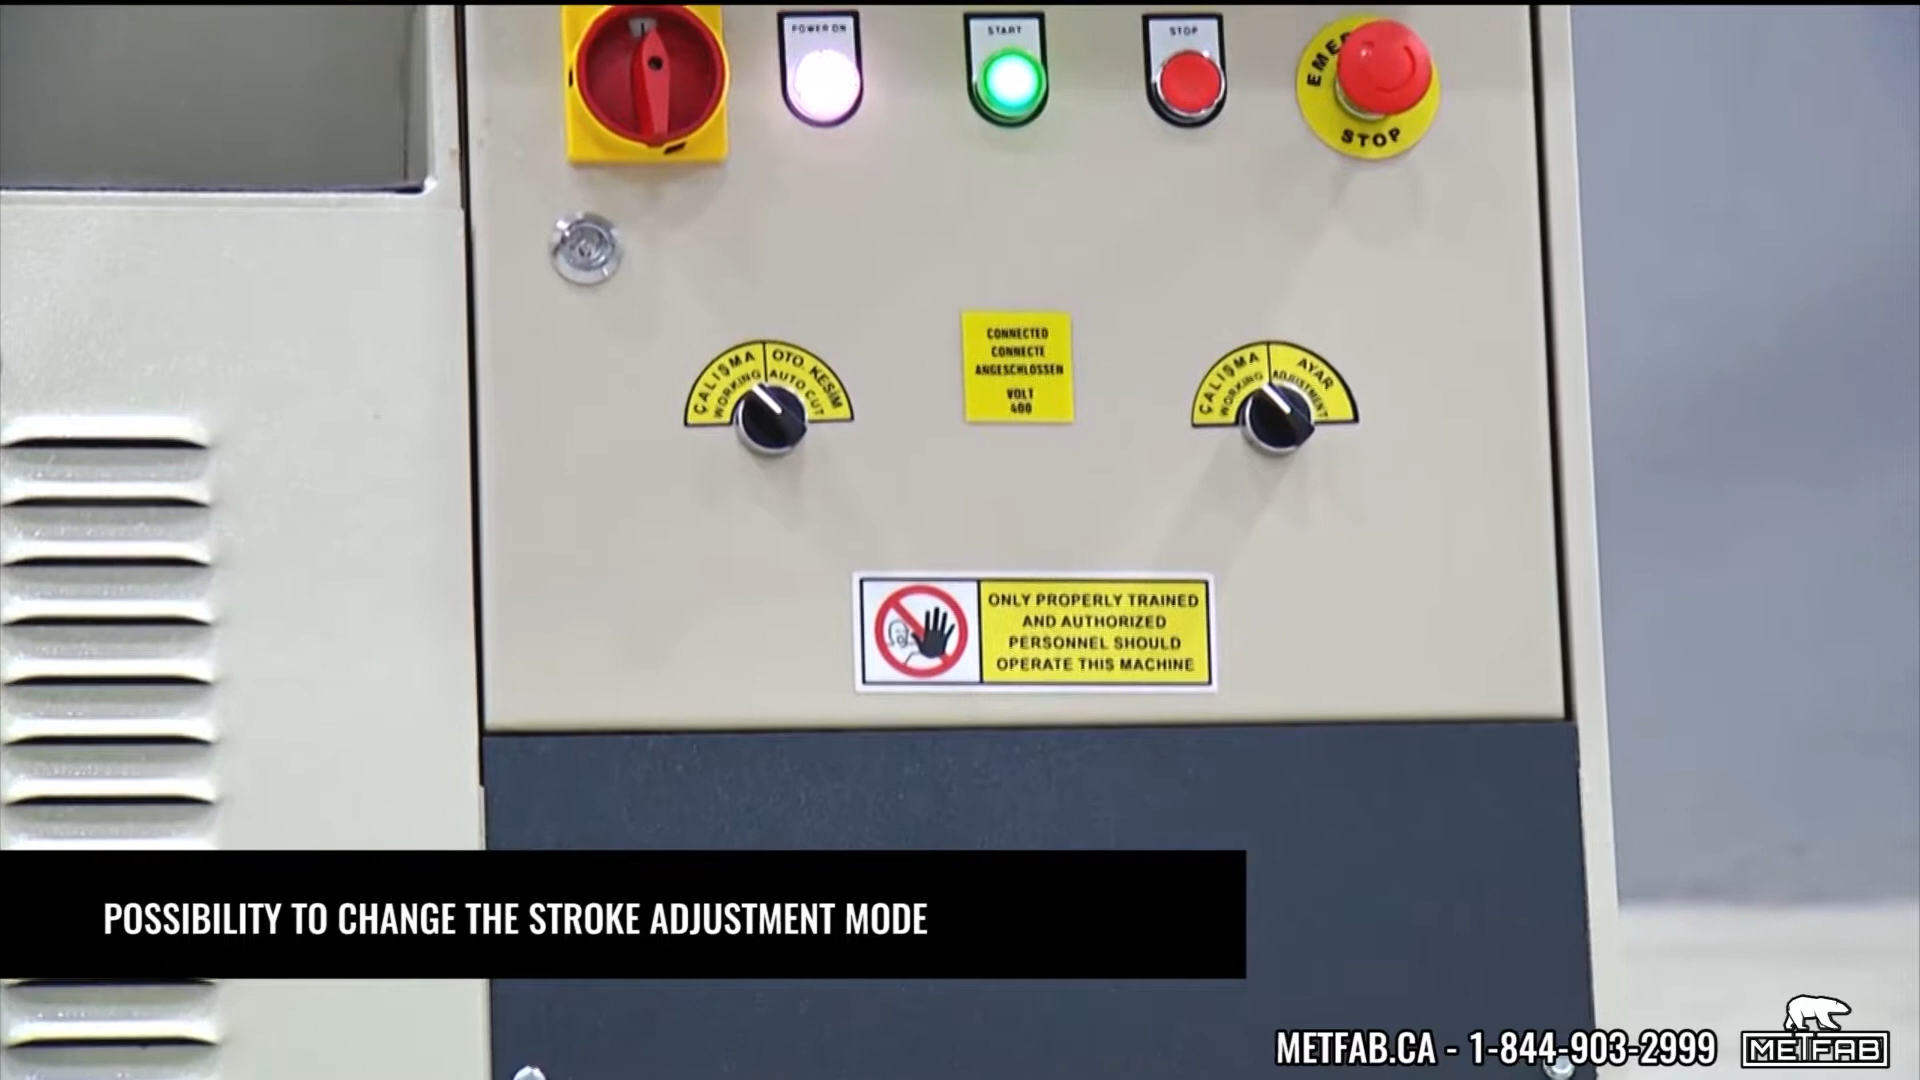 I
POWER ON
START
STOP
EMER
STOP
ÇALIŞMA
WORKING
OTO. KESİM
AUTO CUT
CONNECTED
CONNECTE
ANGESCHLOSSEN
VOLT
400
ÇALIŞMA
WORKING
AYAR
ADJUSTMENT
ONLY PROPERLY TRAINED
AND AUTHORIZED
PERSONNEL SHOULD
OPERATE THIS MACHINE
POSSIBILITY TO CHANGE THE STROKE ADJUSTMENT MODE
METFAB.CA - 1-844-903-2999
METFAB